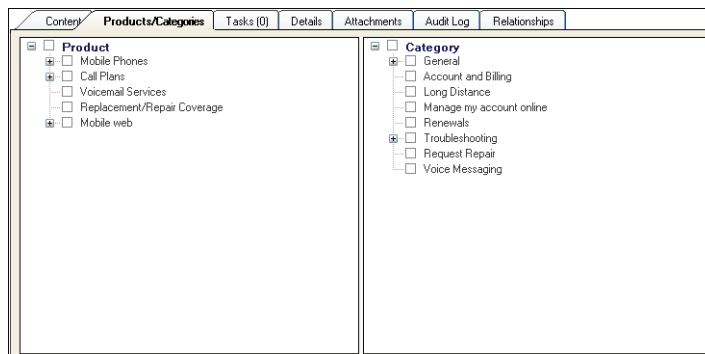 Content Products/Categories Tasks (0) Details Attachments Audit Log Relationships
Product
Mobile Phones
Call Plans
Voicemail Services
Replacement/Repair Coverage
Mobile web
Category
General
Account and Billing
Long Distance
Manage my account online
Renewals
Troubleshooting
Request Repair
Voice Messaging